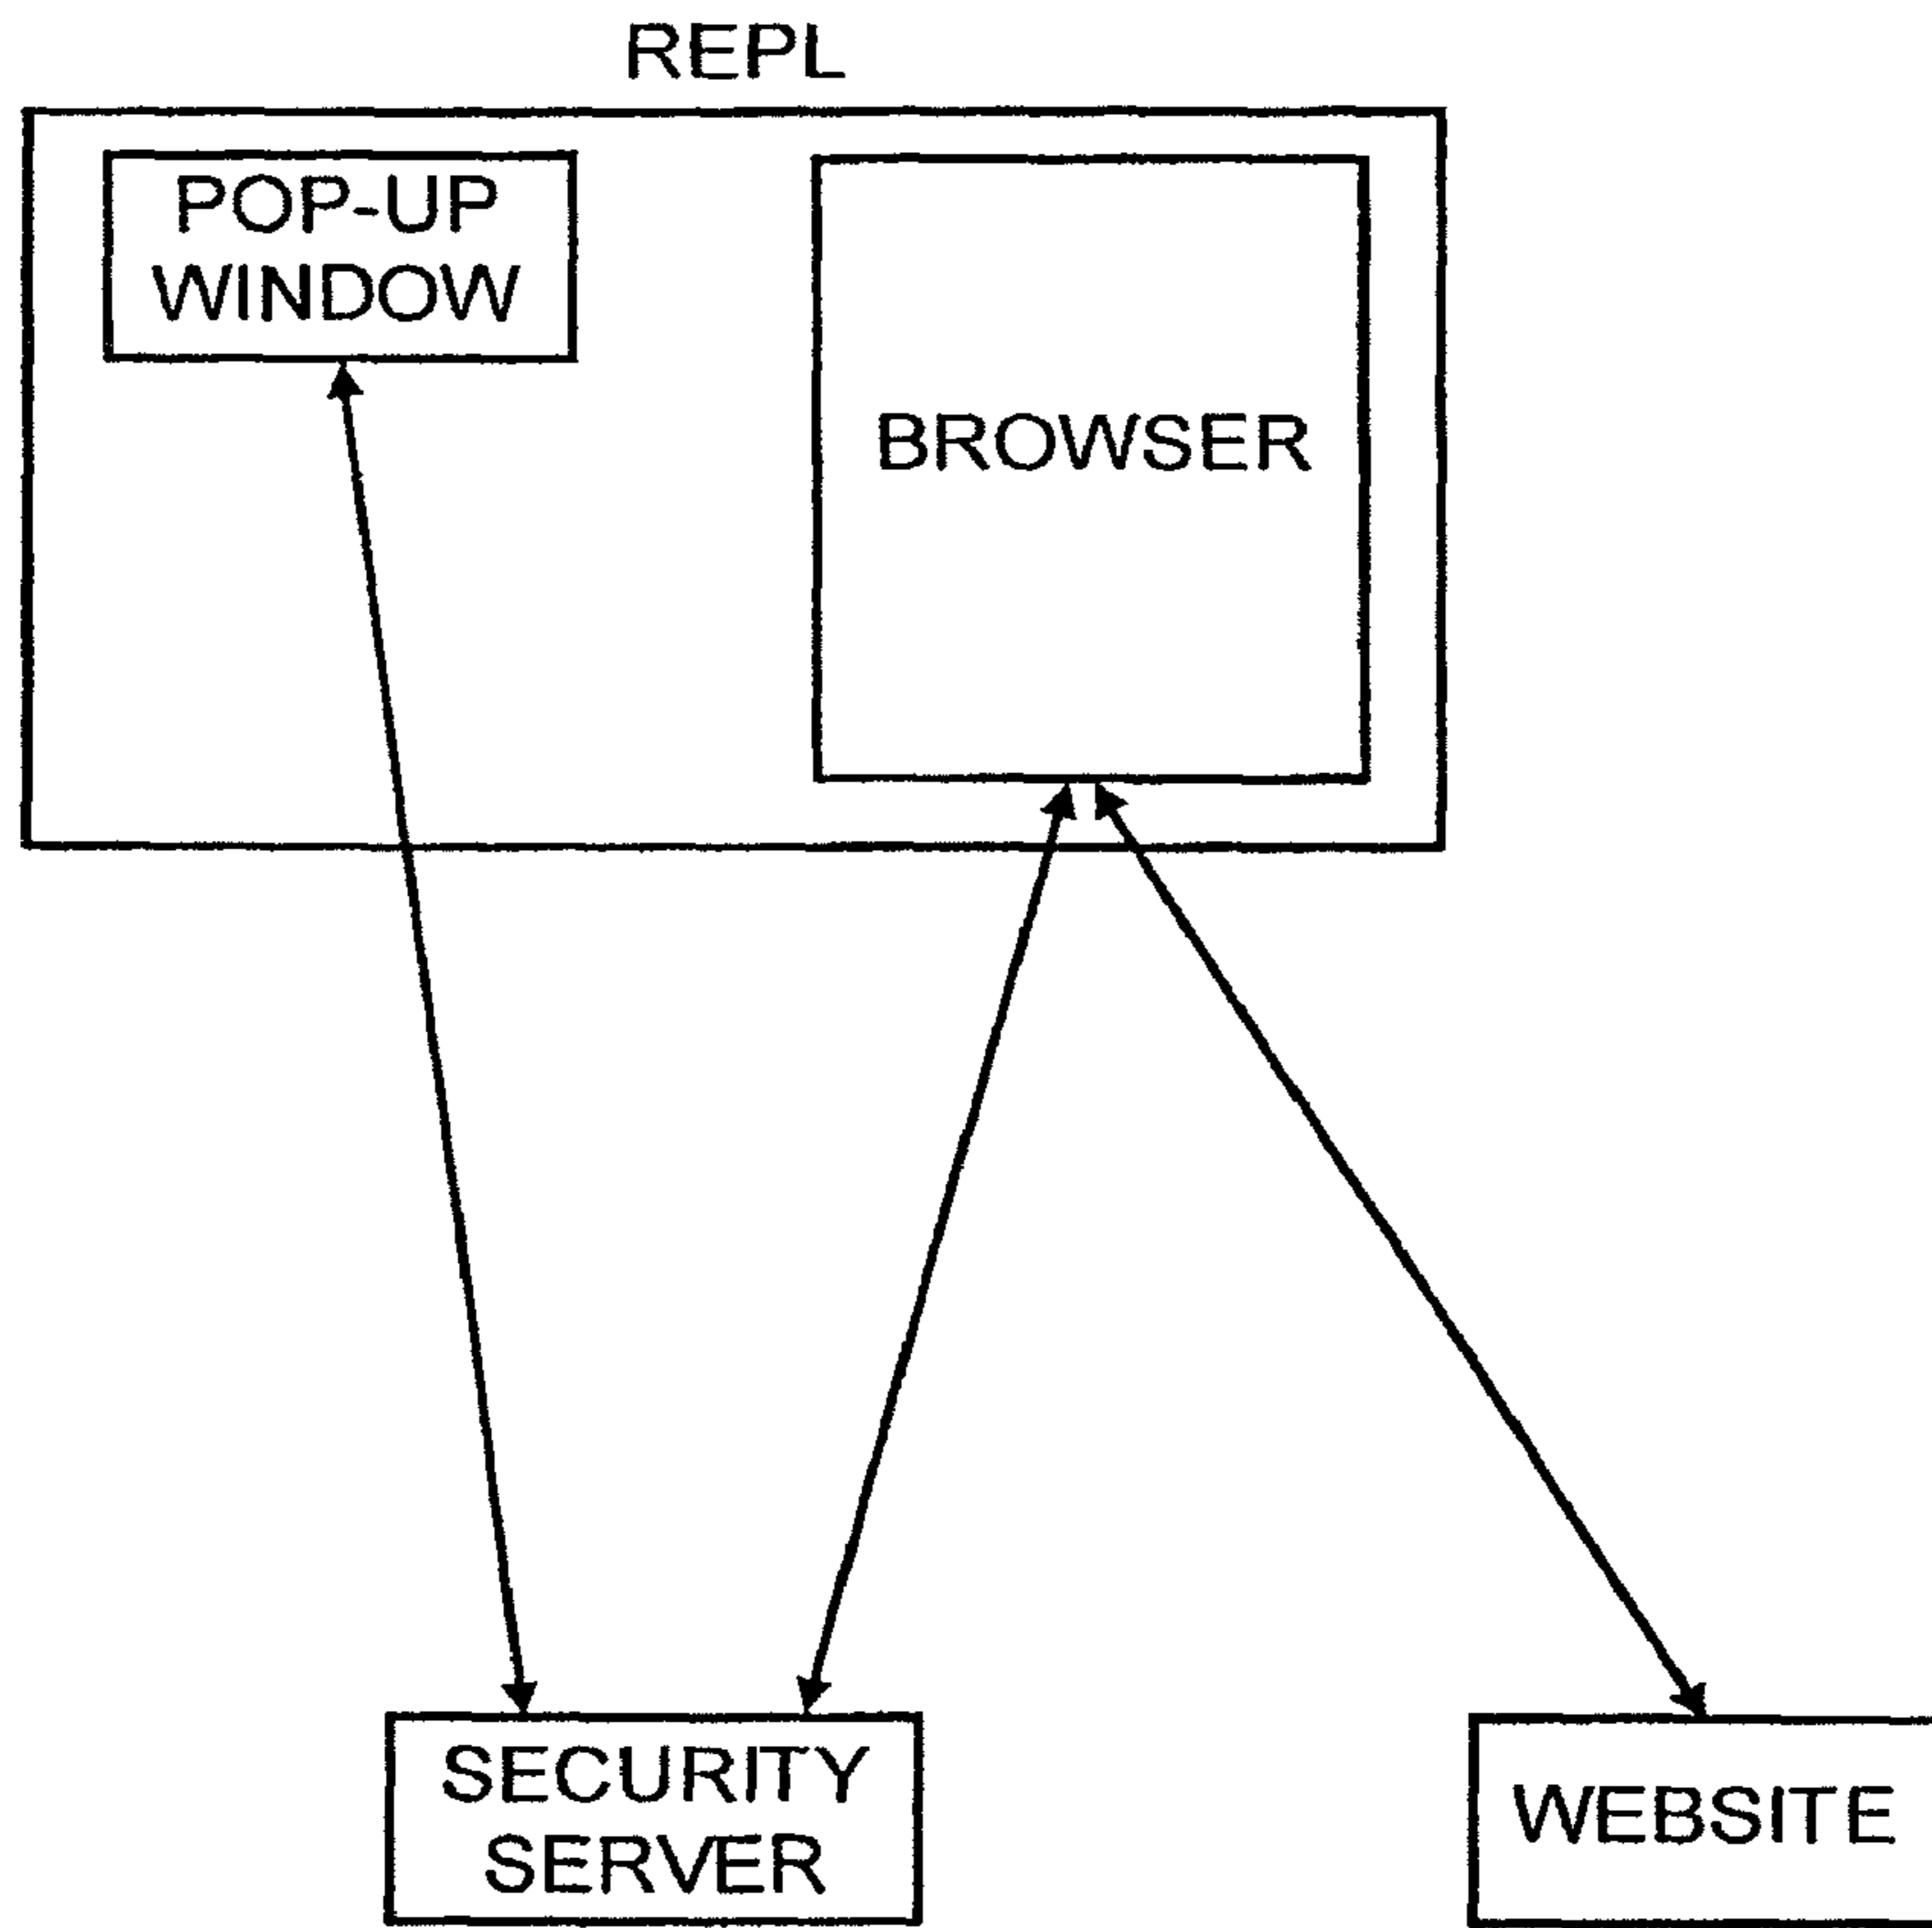 REPL
POP-UP
WINDOW
BROWSER
SECURITY
SERVER
WEBSITE